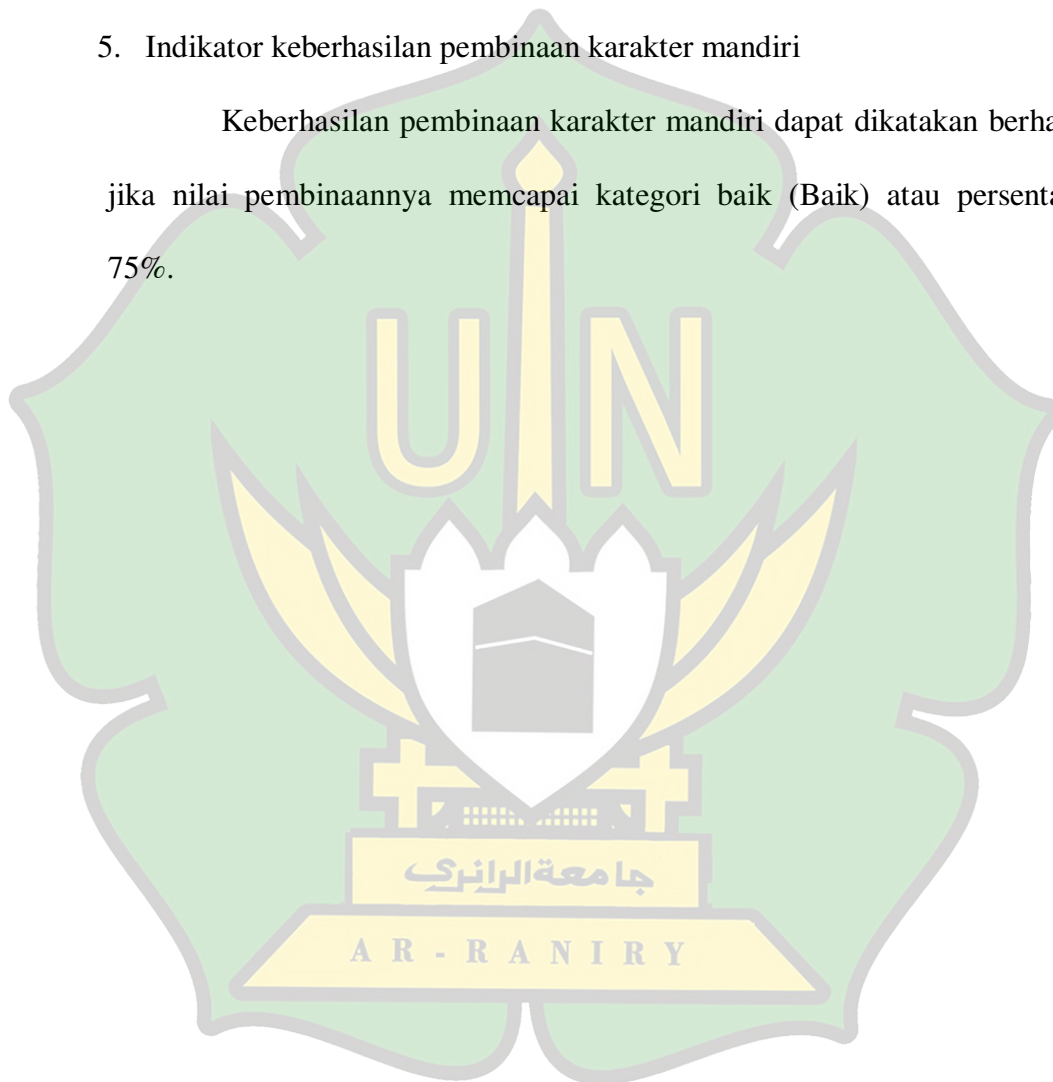 5. Indikator keberhasilan pembinaan karakter mandiri
Keberhasilan pembinaan karakter mandiri dapat dikatakan berha
jika nilai pembinaannya memcapai kategori baik (Baik) atau persenta
75%.
UIN
جامعةالرانري
AR-RANIRY